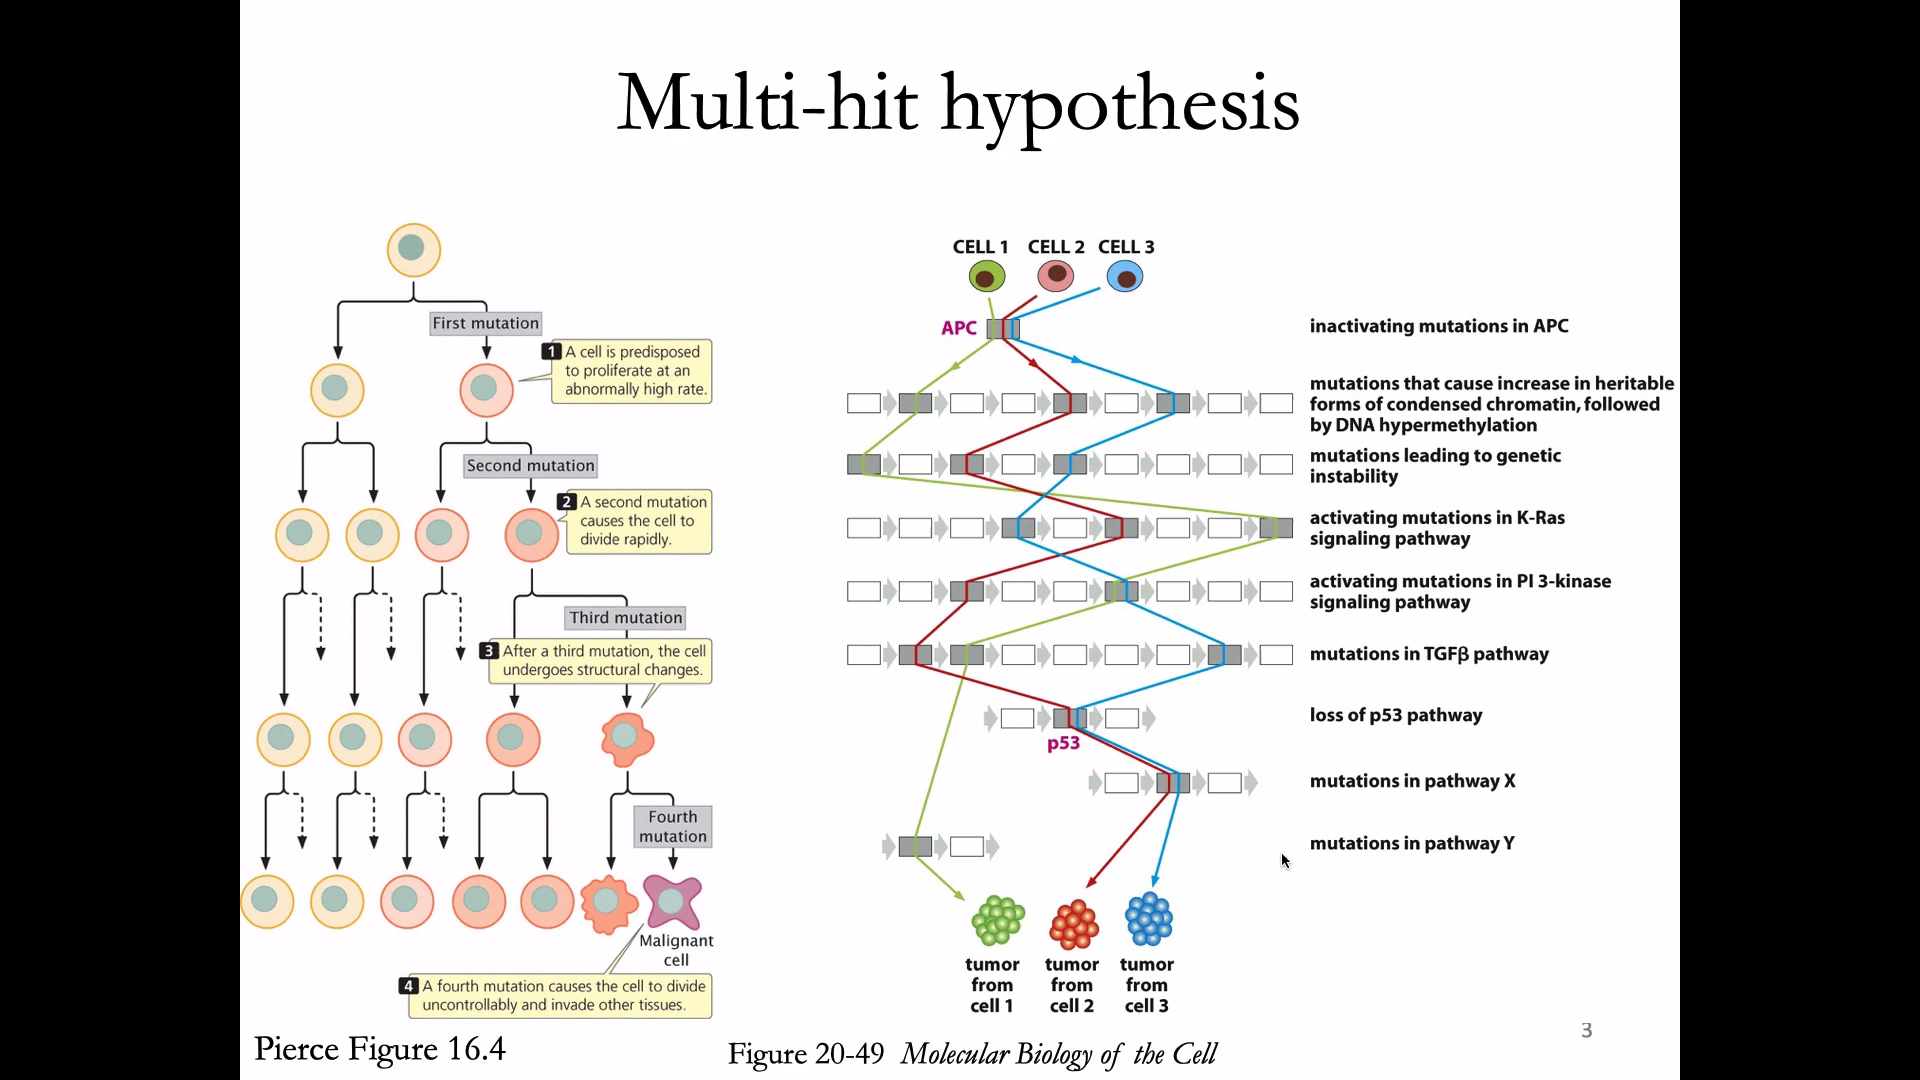 Multi-hit hypothesis
First mutation
1 A cell is predisposed
to proliferate at an
abnormally high rate.
Second mutation
2 A second mutation
causes the cell to
divide rapidly.
Third mutation
3 After a third mutation, the cell
undergoes structural changes.
Fourth
mutation
Malignant
cell
4 A fourth mutation causes the cell to divide
uncontrollably and invade other tissues.
Pierce Figure 16.4
CELL 1 CELL 2 CELL 3
APC
inactivating mutations in APC
mutations that cause increase in heritable
forms of condensed chromatin, followed
by DNA hypermethylation
mutations leading to genetic
instability
activating mutations in K-Ras
signaling pathway
activating mutations in PI 3-kinase
signaling pathway
mutations in TGFβ pathway
loss of p53 pathway
p53
mutations in pathway X
mutations in pathway Y
tumor
from
cell 1
tumor
from
cell 2
tumor
from
cell 3
Figure 20-49 Molecular Biology of the Cell
3